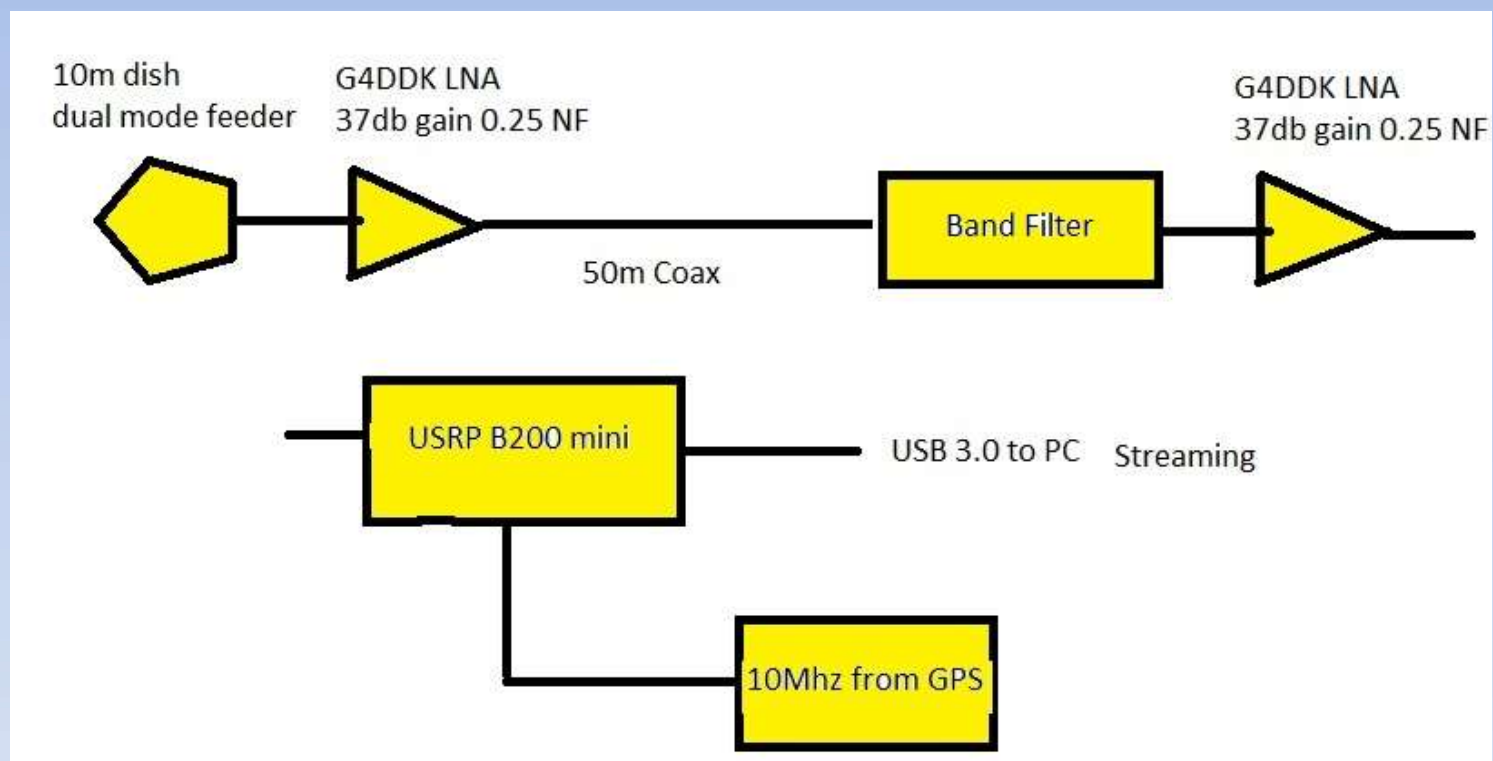 10m dish
dual mode feeder
G4DDK LNA
37db gain 0.25 NF
50m Coax
Band Filter
G4DDK LNA
37db gain 0.25 NF
USRP B200 mini
USB 3.0 to PC Streaming
10Mhz from GPS